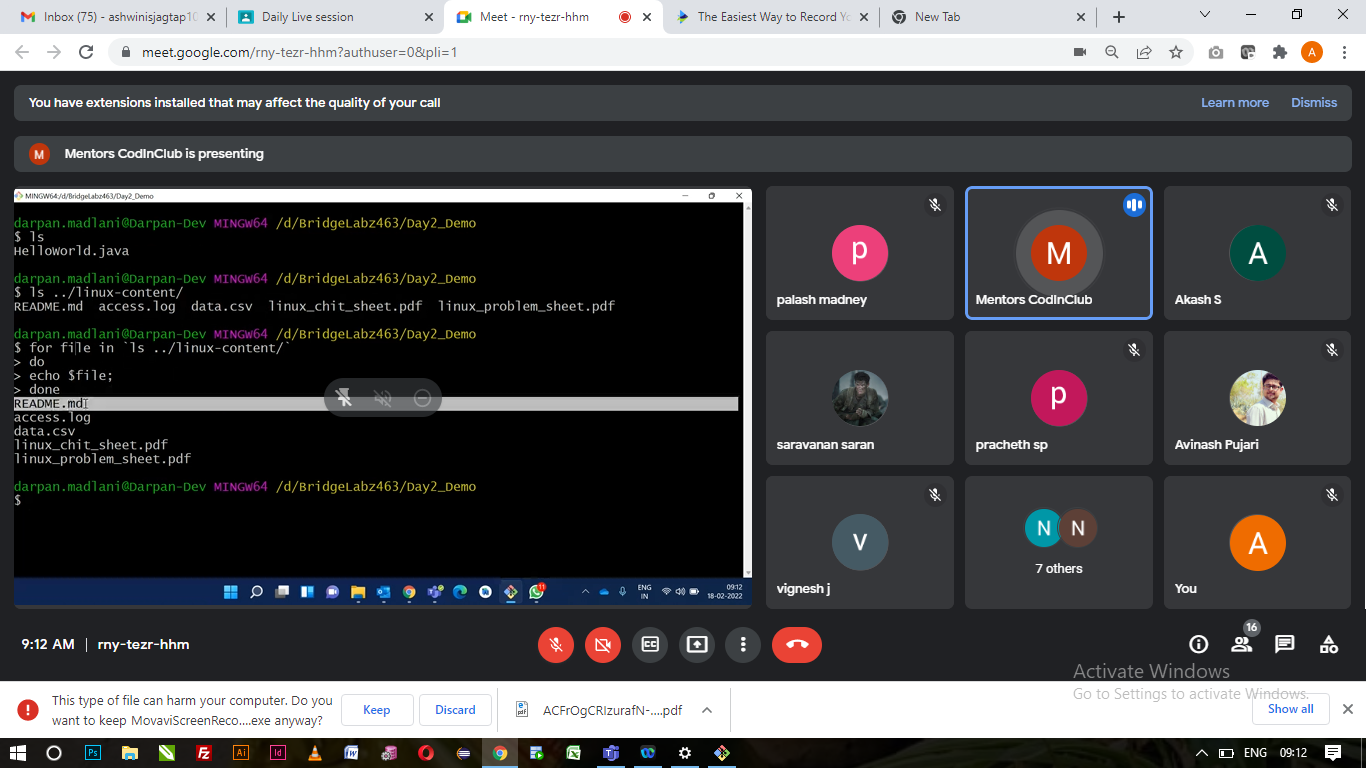 Inbox (75) - ashwinisjagtap10
Daily Live session
Meet - rny-tezr-hhm
The Easiest Way to Record Yo
New Tab
meet.google.com/rny-tezr-hhm?authuser=0&pli=1
A
You have extensions installed that may affect the quality of your call
Learn more
Dismiss
M
Mentors CodInClub is presenting
MINGW64:/d/BridgeLabz463/Day2_Demo
darpan.madlani@Darpan-Dev MINGW64 /d/BridgeLabz463/Day2_Demo
$ ls
HelloWorld.java
darpan.madlani@Darpan-Dev MINGW64 /d/BridgeLabz463/Day2_Demo
$ ls ../linux-content/
README.md access.log data.csv linux_chit_sheet.pdf linux_problem_sheet.pdf
darpan.madlani@Darpan-Dev MINGW64 /d/BridgeLabz463/Day2_Demo
$ for file in `ls ../linux-content/`
> do
> echo $file;
> done
README.md
access.log
data.csv
linux_chit_sheet.pdf
linux_problem_sheet.pdf
darpan.madlani@Darpan-Dev MINGW64 /d/BridgeLabz463/Day2_Demo
$
11
ENG
IN
09:12
18-02-2022
p
palash madney
M
Mentors CodInClub
A
Akash S
saravanan saran
p
pracheth sp
Avinash Pujari
V
vignesh j
N N
7 others
A
You
9:12 AM | rny-tezr-hhm
CC
16
Activate Windows
Go to Settings to activate Windows.
This type of file can harm your computer. Do you
want to keep MovaviScreenReco....exe anyway?
Keep
Discard
ACFrOgCRIzurafN-....pdf
Show all
Ps
Fz
Ai
Id
W
ENG
09:12